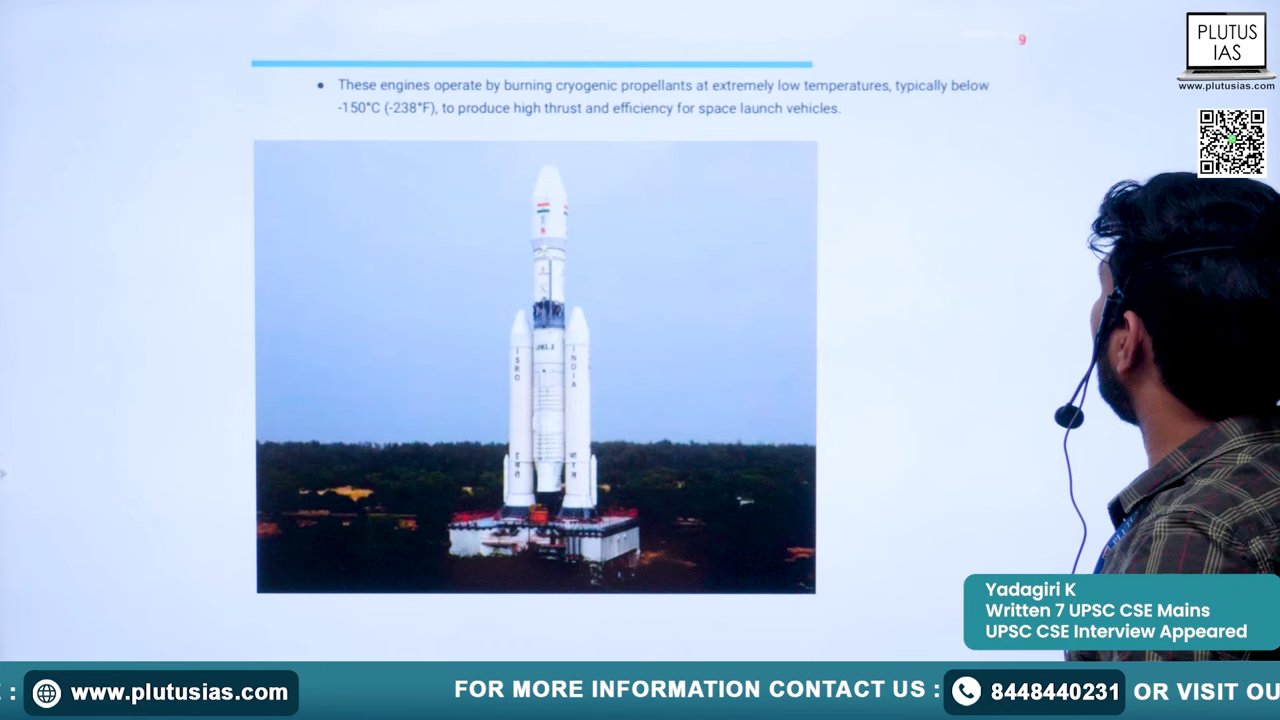 9
PLUTUS
IAS
www.plutusias.com
● These engines operate by burning cryogenic propellants at extremely low temperatures, typically below
-150°C (-238°F), to produce high thrust and efficiency for space launch vehicles.
ISRO
INDIA
Yadagiri K
Written 7 UPSC CSE Mains
UPSC CSE Interview Appeared
: www.plutusias.com FOR MORE INFORMATION CONTACT US : 8448440231 OR VISIT OU